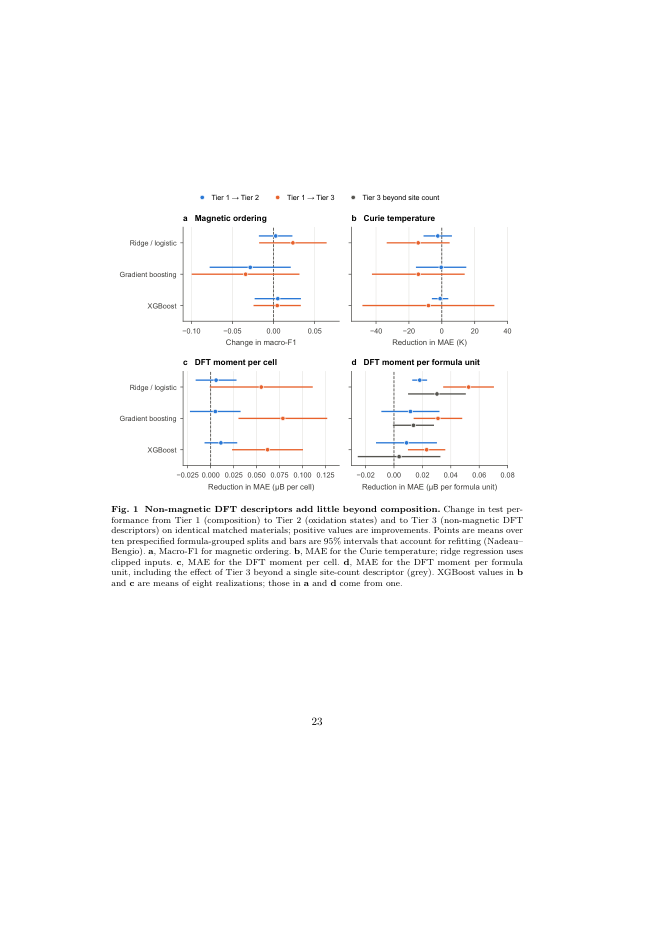 Tier 1 → Tier 2 Tier 1 → Tier 3 Tier 3 beyond site count
a Magnetic ordering
Ridge / logistic
Gradient boosting
XGBoost
−0.10 −0.05 0.00 0.05
Change in macro-F1
b Curie temperature
−40 −20 0 20 40
Reduction in MAE (K)
c DFT moment per cell
Ridge / logistic
Gradient boosting
XGBoost
−0.025 0.000 0.025 0.050 0.075 0.100 0.125
Reduction in MAE (μB per cell)
d DFT moment per formula unit
−0.02 0.00 0.02 0.04 0.06 0.08
Reduction in MAE (μB per formula unit)
Fig. 1 Non-magnetic DFT descriptors add little beyond composition. Change in test per-
formance from Tier 1 (composition) to Tier 2 (oxidation states) and to Tier 3 (non-magnetic DFT
descriptors) on identical matched materials; positive values are improvements. Points are means over
ten prespecified formula-grouped splits and bars are 95% intervals that account for refitting (Nadeau–
Bengio). a, Macro-F1 for magnetic ordering. b, MAE for the Curie temperature; ridge regression uses
clipped inputs. c, MAE for the DFT moment per cell. d, MAE for the DFT moment per formula
unit, including the effect of Tier 3 beyond a single site-count descriptor (grey). XGBoost values in b
and c are means of eight realizations; those in a and d come from one.
23